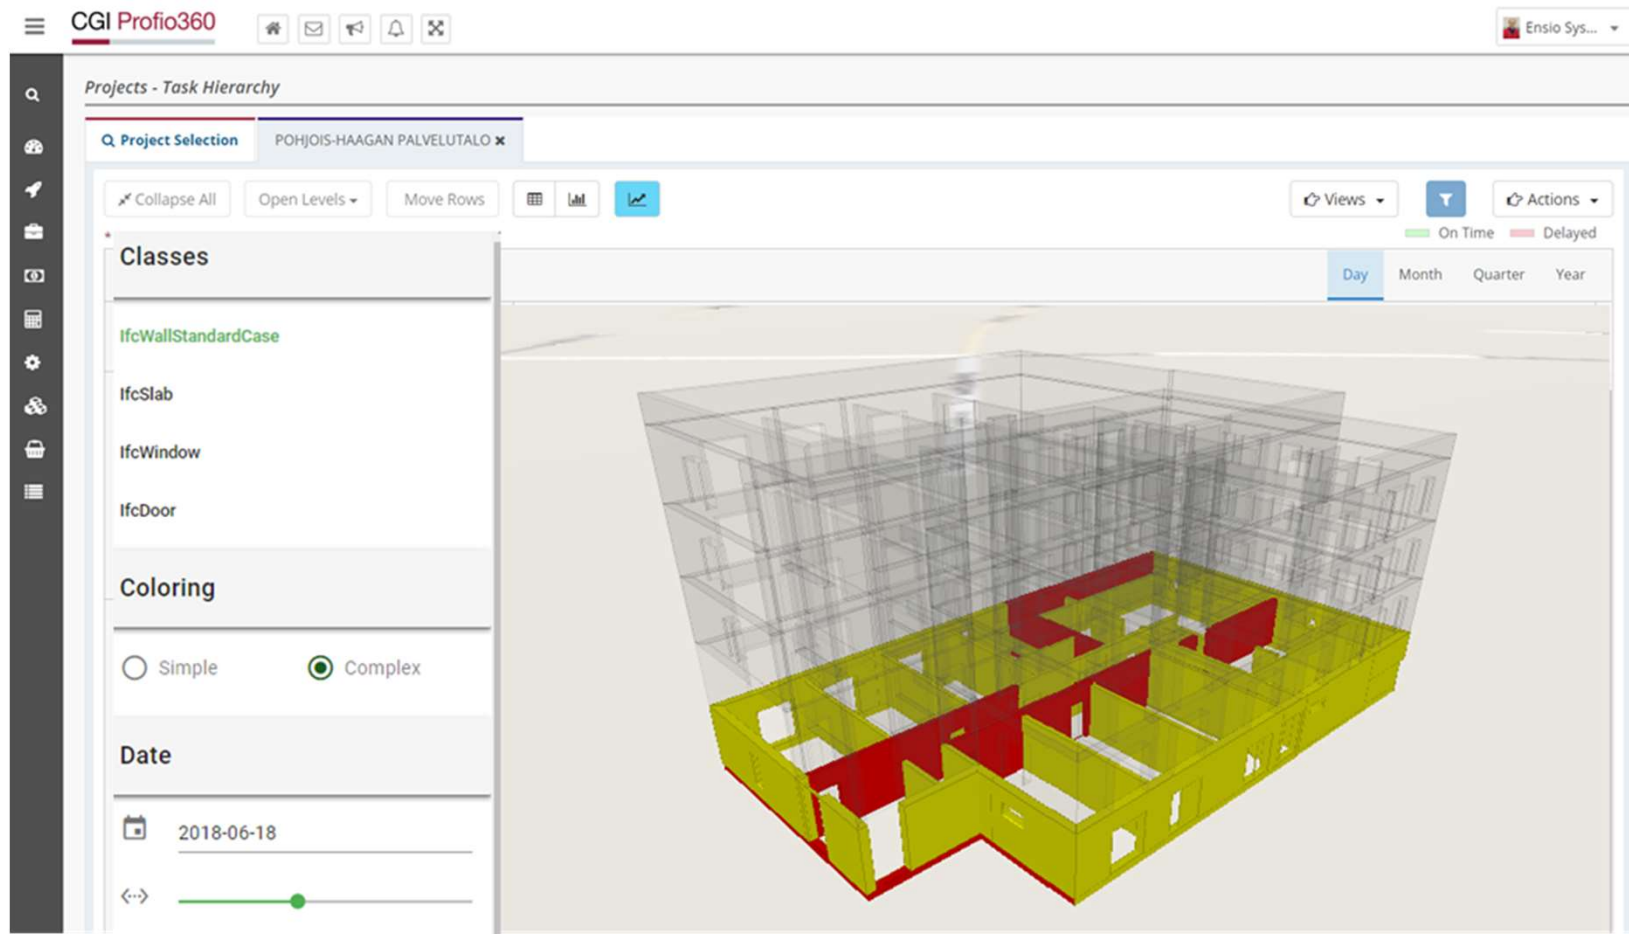 CGI Profio360
Ensio Sys...
Projects - Task Hierarchy
Project Selection
POHJOIS-HAAGAN PALVELUTALO ×
Collapse All
Open Levels
Move Rows
Views
Actions
On Time
Delayed
Classes
Day
Month
Quarter
Year
IfcWallStandardCase
IfcSlab
IfcWindow
IfcDoor
Coloring
Simple
Complex
Date
2018-06-18